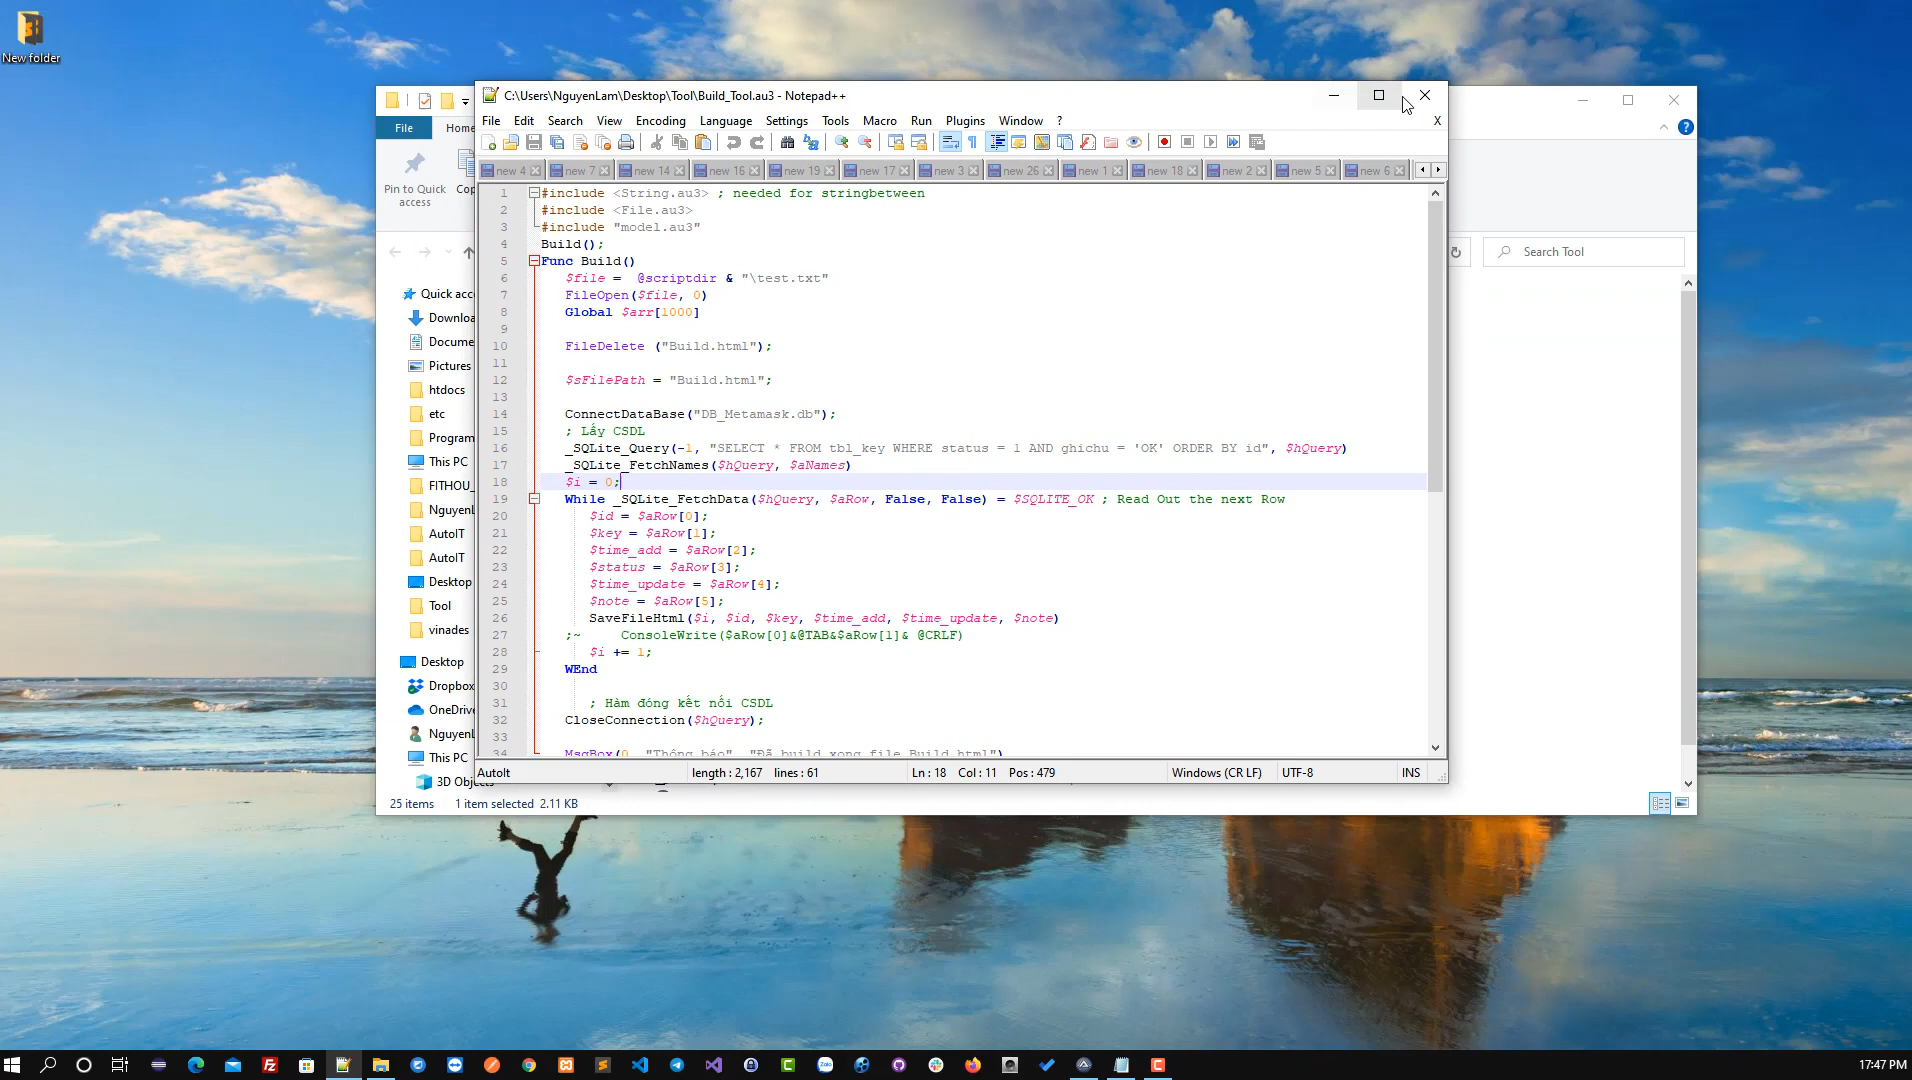 New folder
C:\Users\NguyenLam\Desktop\Tool\Build_Tool.au3 - Notepad++
File Edit Search View Encoding Language Settings Tools Macro Run Plugins Window ?
X
new 4 new 7 new 14 new 16 new 19 new 17 new 3 new 26 new 1 new 18 new 2 new 5 new 6
1 #include <String.au3> ; needed for stringbetween
2 #include <File.au3>
3 #include "model.au3"
4 Build();
5 Func Build()
6 $file =  @scriptdir & "\test.txt"
7 FileOpen($file, 0)
8 Global $arr[1000]
9
10 FileDelete ("Build.html");
11
12 $sFilePath = "Build.html";
13
14 ConnectDataBase("DB_Metamask.db");
15 ; Lấy CSDL
16 _SQLite_Query(-1, "SELECT * FROM tbl_key WHERE status = 1 AND ghichu = 'OK' ORDER BY id", $hQuery)
17 _SQLite_FetchNames($hQuery, $aNames)
18 $i = 0;
19 While _SQLite_FetchData($hQuery, $aRow, False, False) = $SQLITE_OK ; Read Out the next Row
20 $id = $aRow[0];
21 $key = $aRow[1];
22 $time_add = $aRow[2];
23 $status = $aRow[3];
24 $time_update = $aRow[4];
25 $note = $aRow[5];
26 SaveFileHtml($i, $id, $key, $time_add, $time_update, $note)
27 ;~ ConsoleWrite($aRow[0]&@TAB&$aRow[1]& @CRLF)
28 $i += 1;
29 WEnd
30
31 ; Hàm đóng kết nối CSDL
32 CloseConnection($hQuery);
33
34 MsgBox(0, "Thông báo", "Đã build xong file Build.html")
AutoIt length : 2,167 lines : 61 Ln : 18 Col : 11 Pos : 479 Windows (CR LF) UTF-8 INS
File Home
Pin to Quick access
Cop
Search Tool
Quick acce
Downloa
Docume
Pictures
htdocs
etc
Program
This PC
FITHOU_
NguyenL
AutoIT
AutoIT
Desktop
Tool
vinades
Desktop
Dropbox
OneDrive
NguyenL
This PC
3D Objects
25 items 1 item selected 2.11 KB
17:47 PM